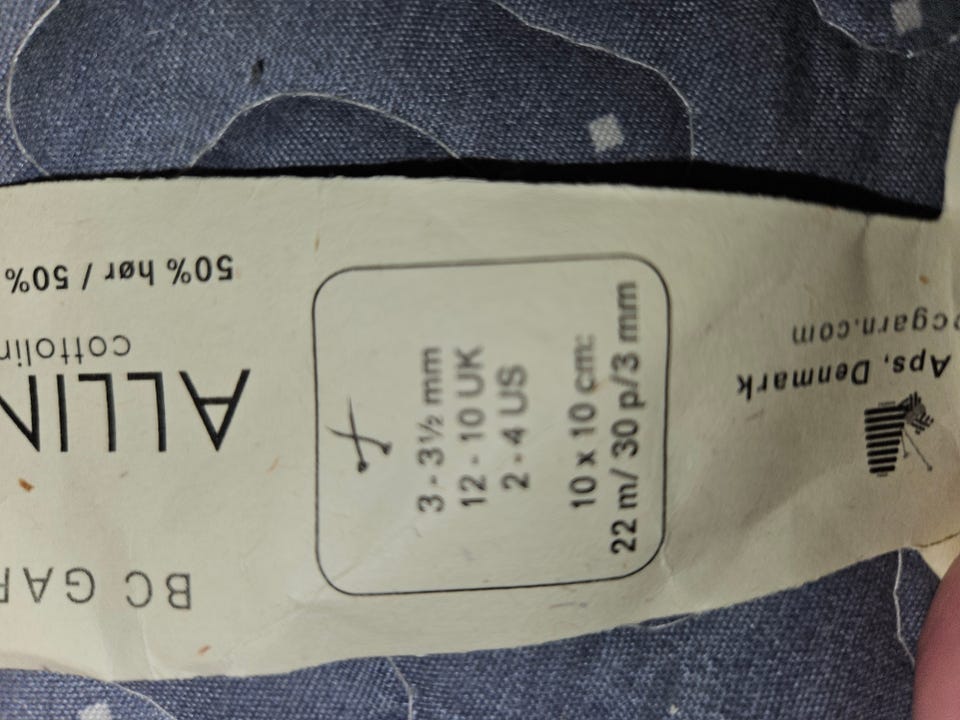 BC GAR
ALLIN
cottolin
50% hør / 50%
3 - 3½ mm
12 - 10 UK
2 - 4 US
10 x 10 cm:
22 m/ 30 p/3 mm
Aps, Denmark
cgarn.com